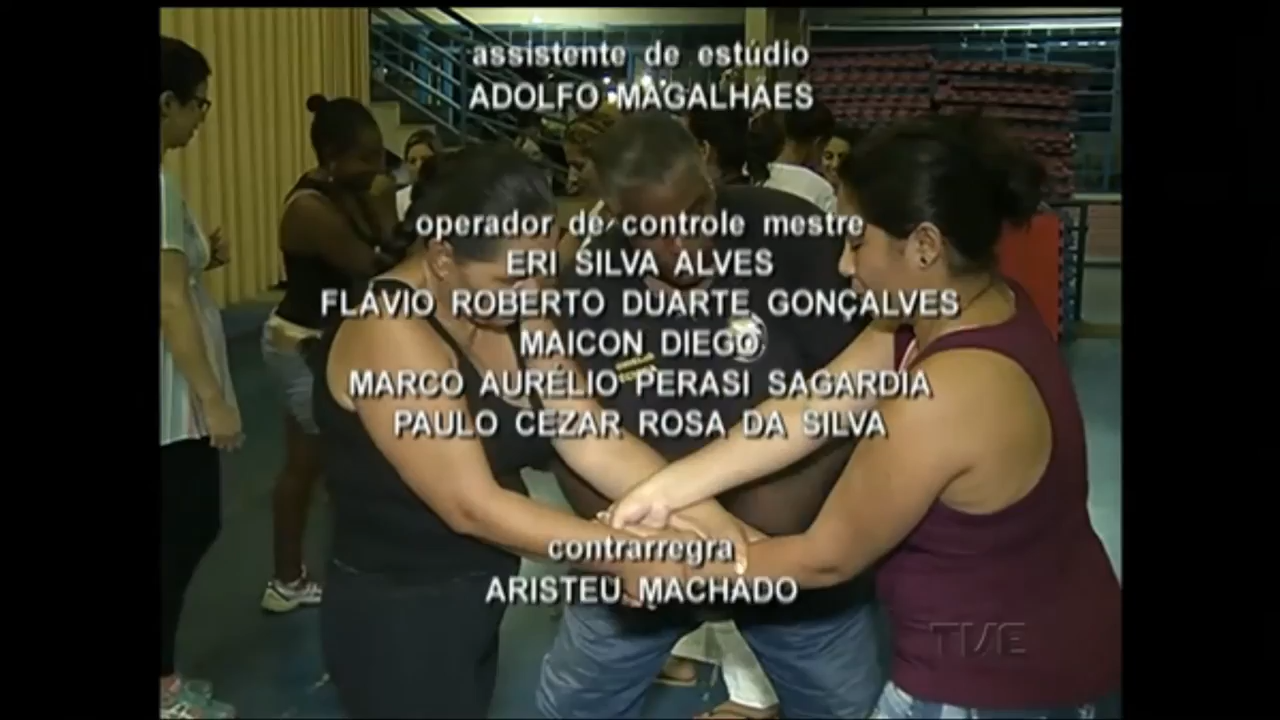 assistente de estúdio
ADOLFO MAGALHÃES
operador de controle mestre
ERI SILVA ALVES
FLÁVIO ROBERTO DUARTE GONÇALVES
MAICON DIEGO
MARCO AURÉLIO PERASI SAGARDIA
PAULO CEZAR ROSA DA SILVA
contrarregra
ARISTEU MACHADO
TVE